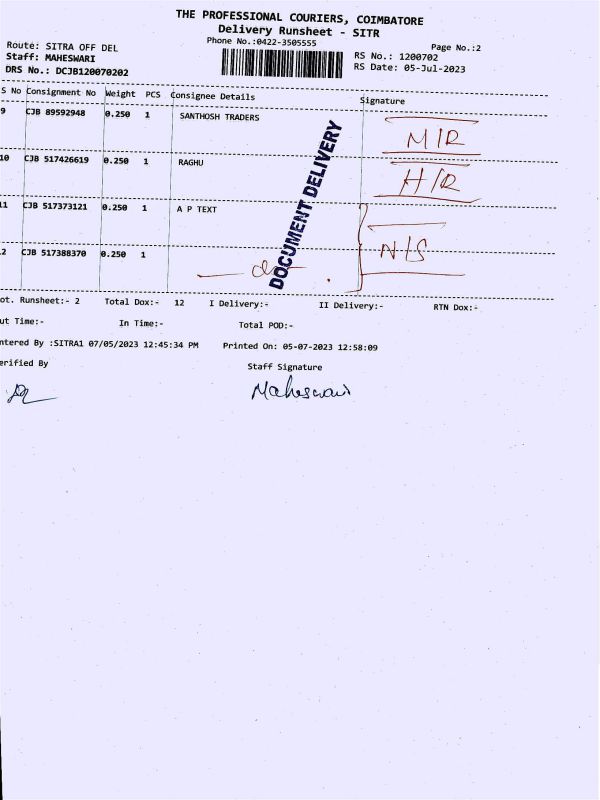 THE PROFESSIONAL COURIERS, COIMBATORE
Delivery Runsheet - SITR
Phone No.:0422-3505555
Page No.:2
Route: SITRA OFF DEL
Staff: MAHESWARI
DRS No.: DCJB120070202
RS No.: 1200702
RS Date: 05-Jul-2023
S No Consignment No Weight PCS Consignee Details Signature
9 CJB 89592948 0.250 1 SANTHOSH TRADERS M/R
10 CJB 517426619 0.250 1 RAGHU H/R
11 CJB 517373121 0.250 1 A P TEXT N/S
2 CJB 517388370 0.250 1
DOCUMENT DELIVERY
ot. Runsheet:- 2 Total Dox:- 12 I Delivery:- II Delivery:- RTN Dox:-
ut Time:- In Time:- Total POD:-
ntered By :SITRA1 07/05/2023 12:45:34 PM Printed On: 05-07-2023 12:58:09
erified By Staff Signature
Maheswari